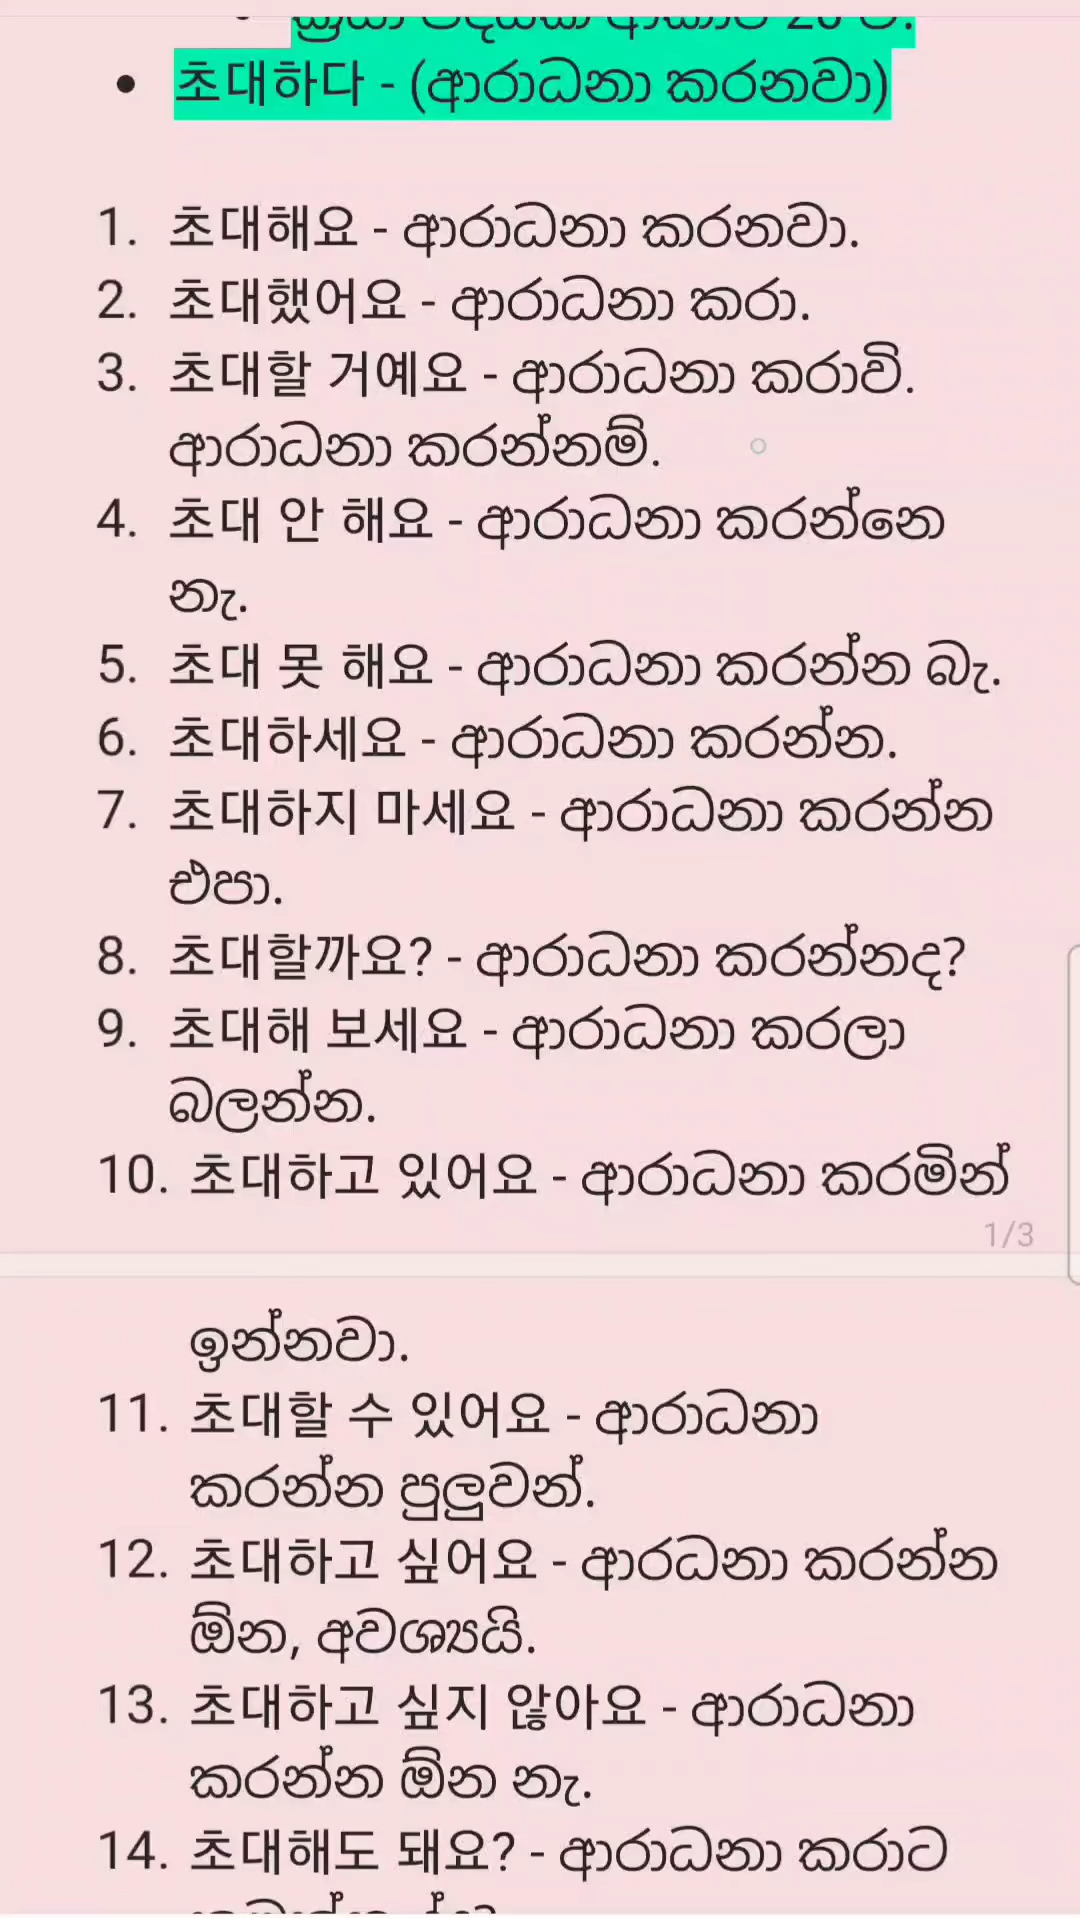 • 초대하다 - (ආරාධනා කරනවා)
1. 초대해요 - ආරාධනා කරනවා.
2. 초대했어요 - ආරාධනා කරා.
3. 초대할 거예요 - ආරාධනා කරාවි.
ආරාධනා කරන්නම්.
4. 초대 안 해요 - ආරාධනා කරන්නෙ
නැ.
5. 초대 못 해요 - ආරාධනා කරන්න බැ.
6. 초대하세요 - ආරාධනා කරන්න.
7. 초대하지 마세요 - ආරාධනා කරන්න
එපා.
8. 초대할까요? - ආරාධනා කරන්නද?
9. 초대해 보세요 - ආරාධනා කරලා
බලන්න.
10. 초대하고 있어요 - ආරාධනා කරමින්
1/3
ඉන්නවා.
11. 초대할 수 있어요 - ආරාධනා
කරන්න පුලුවන්.
12. 초대하고 싶어요 - ආරධනා කරන්න
ඕන, අවශ්‍යයි.
13. 초대하고 싶지 않아요 - ආරාධනා
කරන්න ඕන නැ.
14. 초대해도 돼요? - ආරාධනා කරාට